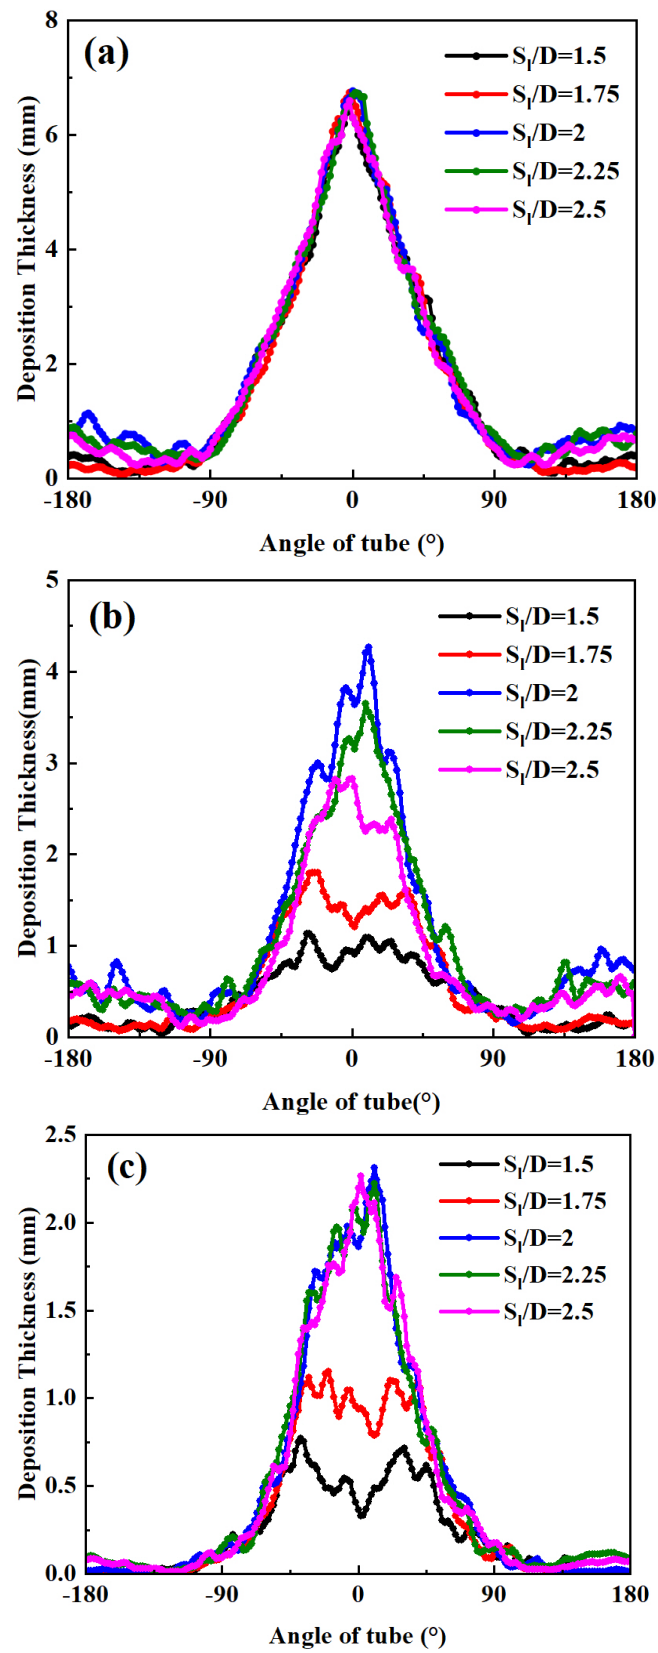 (a)
S_l/D=1.5
S_l/D=1.75
S_l/D=2
S_l/D=2.25
S_l/D=2.5
Deposition Thickness (mm)
8
6
4
2
0
-180 -90 0 90 180
Angle of tube (°)
(b)
S_l/D=1.5
S_l/D=1.75
S_l/D=2
S_l/D=2.25
S_l/D=2.5
Deposition Thickness(mm)
5
4
3
2
1
0
-180 -90 0 90 180
Angle of tube(°)
(c)
S_l/D=1.5
S_l/D=1.75
S_l/D=2
S_l/D=2.25
S_l/D=2.5
Deposition Thickness (mm)
2.5
2.0
1.5
1.0
0.5
0.0
-180 -90 0 90 180
Angle of tube (°)